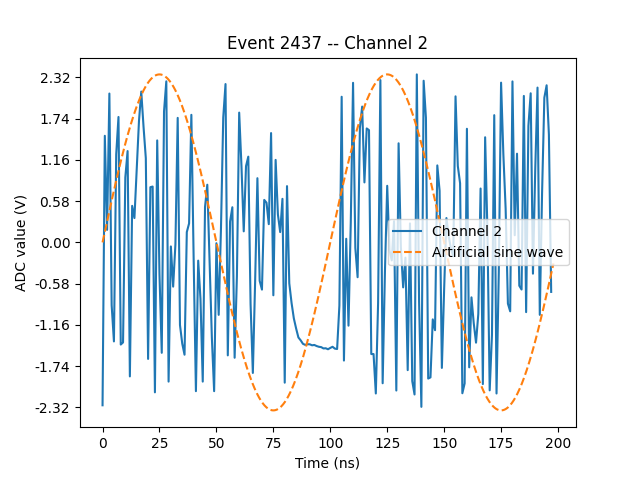 Event 2437 -- Channel 2
2.32
1.74
1.16
0.58
0.00
-0.58
-1.16
-1.74
-2.32
ADC value (V)
Channel 2
Artificial sine wave
0 25 50 75 100 125 150 175 200
Time (ns)